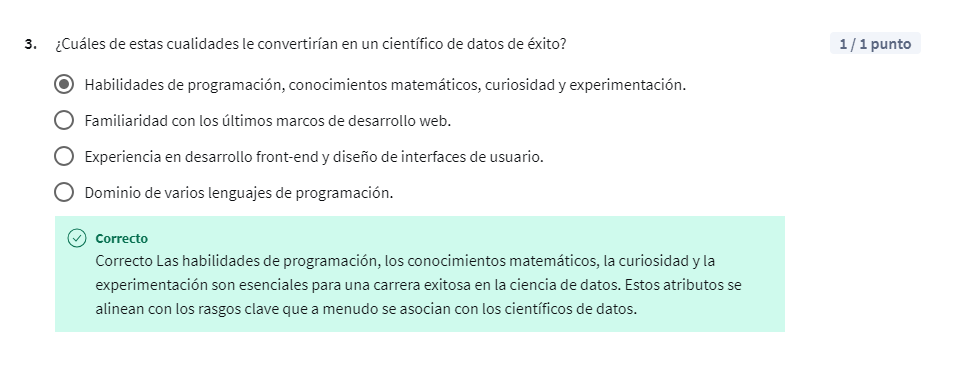 3. ¿Cuáles de estas cualidades le convertirían en un científico de datos de éxito?
1 / 1 punto
Habilidades de programación, conocimientos matemáticos, curiosidad y experimentación.
Familiaridad con los últimos marcos de desarrollo web.
Experiencia en desarrollo front-end y diseño de interfaces de usuario.
Dominio de varios lenguajes de programación.
Correcto
Correcto Las habilidades de programación, los conocimientos matemáticos, la curiosidad y la
experimentación son esenciales para una carrera exitosa en la ciencia de datos. Estos atributos se
alinean con los rasgos clave que a menudo se asocian con los científicos de datos.